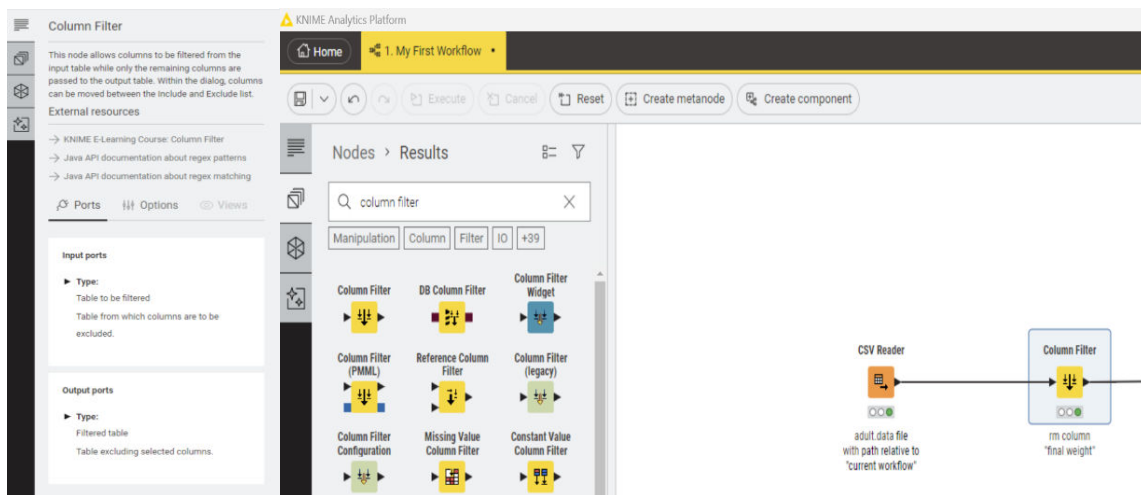 Column Filter
This node allows columns to be filtered from the
input table while only the remaining columns are
passed to the output table. Within the dialog, columns
can be moved between the Include and Exclude list.
External resources
→ KNIME E-Learning Course: Column Filter
→ Java API documentation about regex patterns
→ Java API documentation about regex matching
Ports Options Views
Input ports
► Type:
Table to be filtered
Table from which columns are to be
excluded.
Output ports
► Type:
Filtered table
Table excluding selected columns.
KNIME Analytics Platform
Home 1. My First Workflow •
Execute Cancel Reset Create metanode Create component
Nodes > Results
column filter
Manipulation Column Filter IO +39
Column Filter
DB Column Filter
Column Filter
Widget
Column Filter
(PMML)
Reference Column
Filter
Column Filter
(legacy)
Column Filter
Configuration
Missing Value
Column Filter
Constant Value
Column Filter
CSV Reader
adult.data file
with path relative to
"current workflow"
Column Filter
rm column
"final weight"